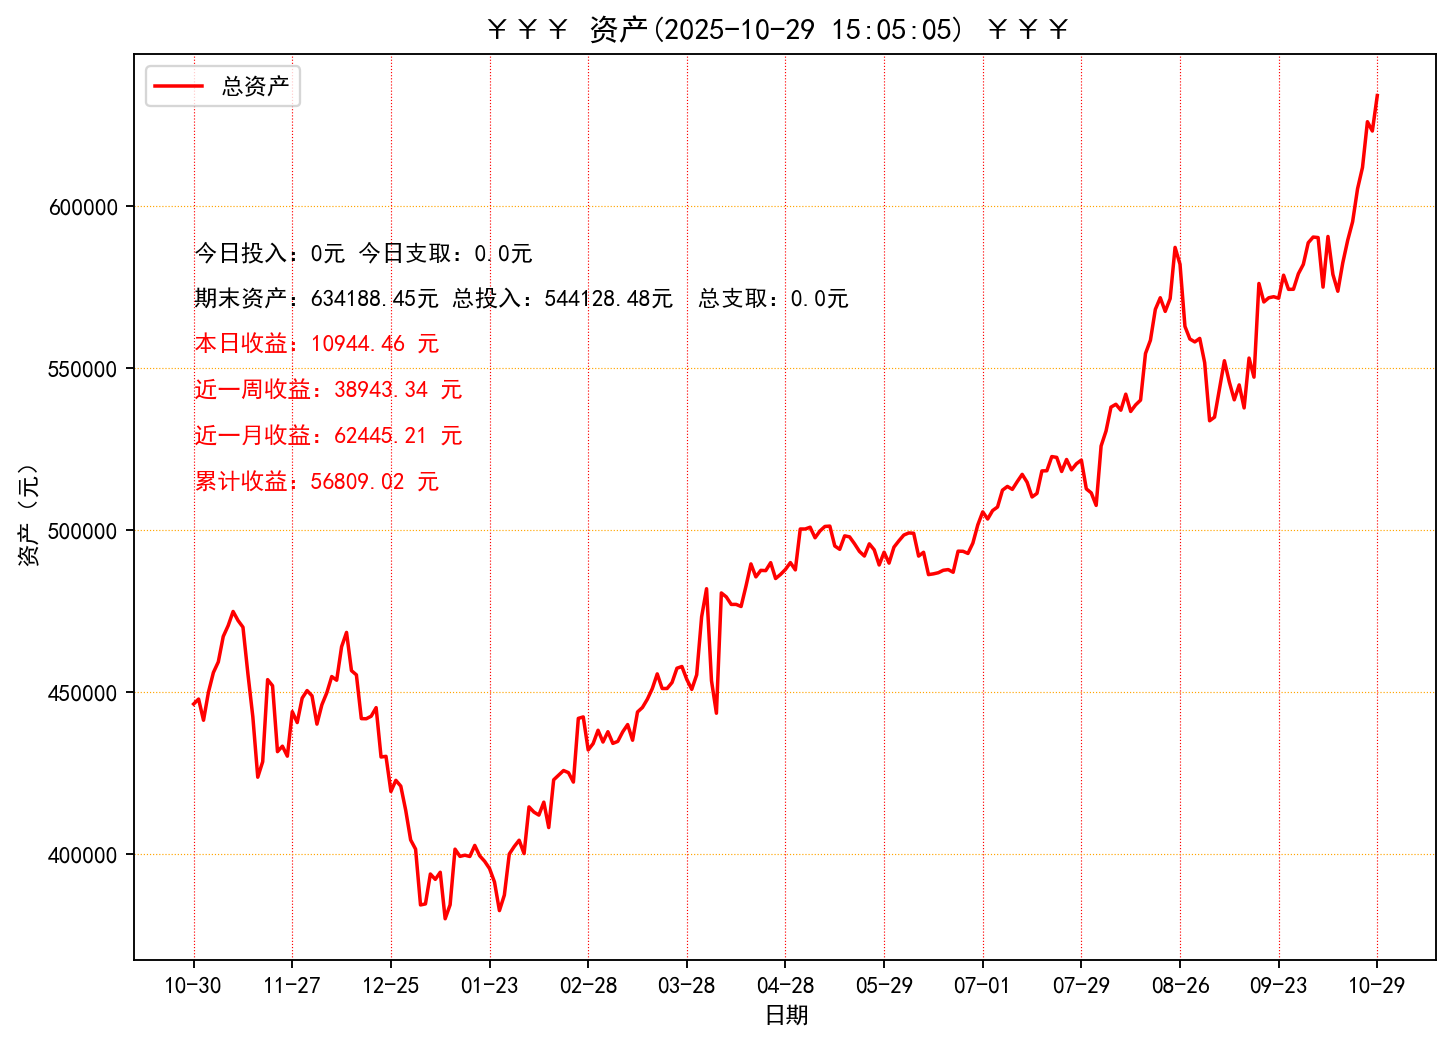 ￥￥￥ 资产(2025-10-29 15:05:05) ￥￥￥
总资产
600000
550000
500000
450000
400000
资产（元）
今日投入：0元 今日支取：0.0元
期末资产：634188.45元 总投入：544128.48元  总支取：0.0元
本日收益：10944.46 元
近一周收益：38943.34 元
近一月收益：62445.21 元
累计收益：56809.02 元
10-30 11-27 12-25 01-23 02-28 03-28 04-28 05-29 07-01 07-29 08-26 09-23 10-29
日期